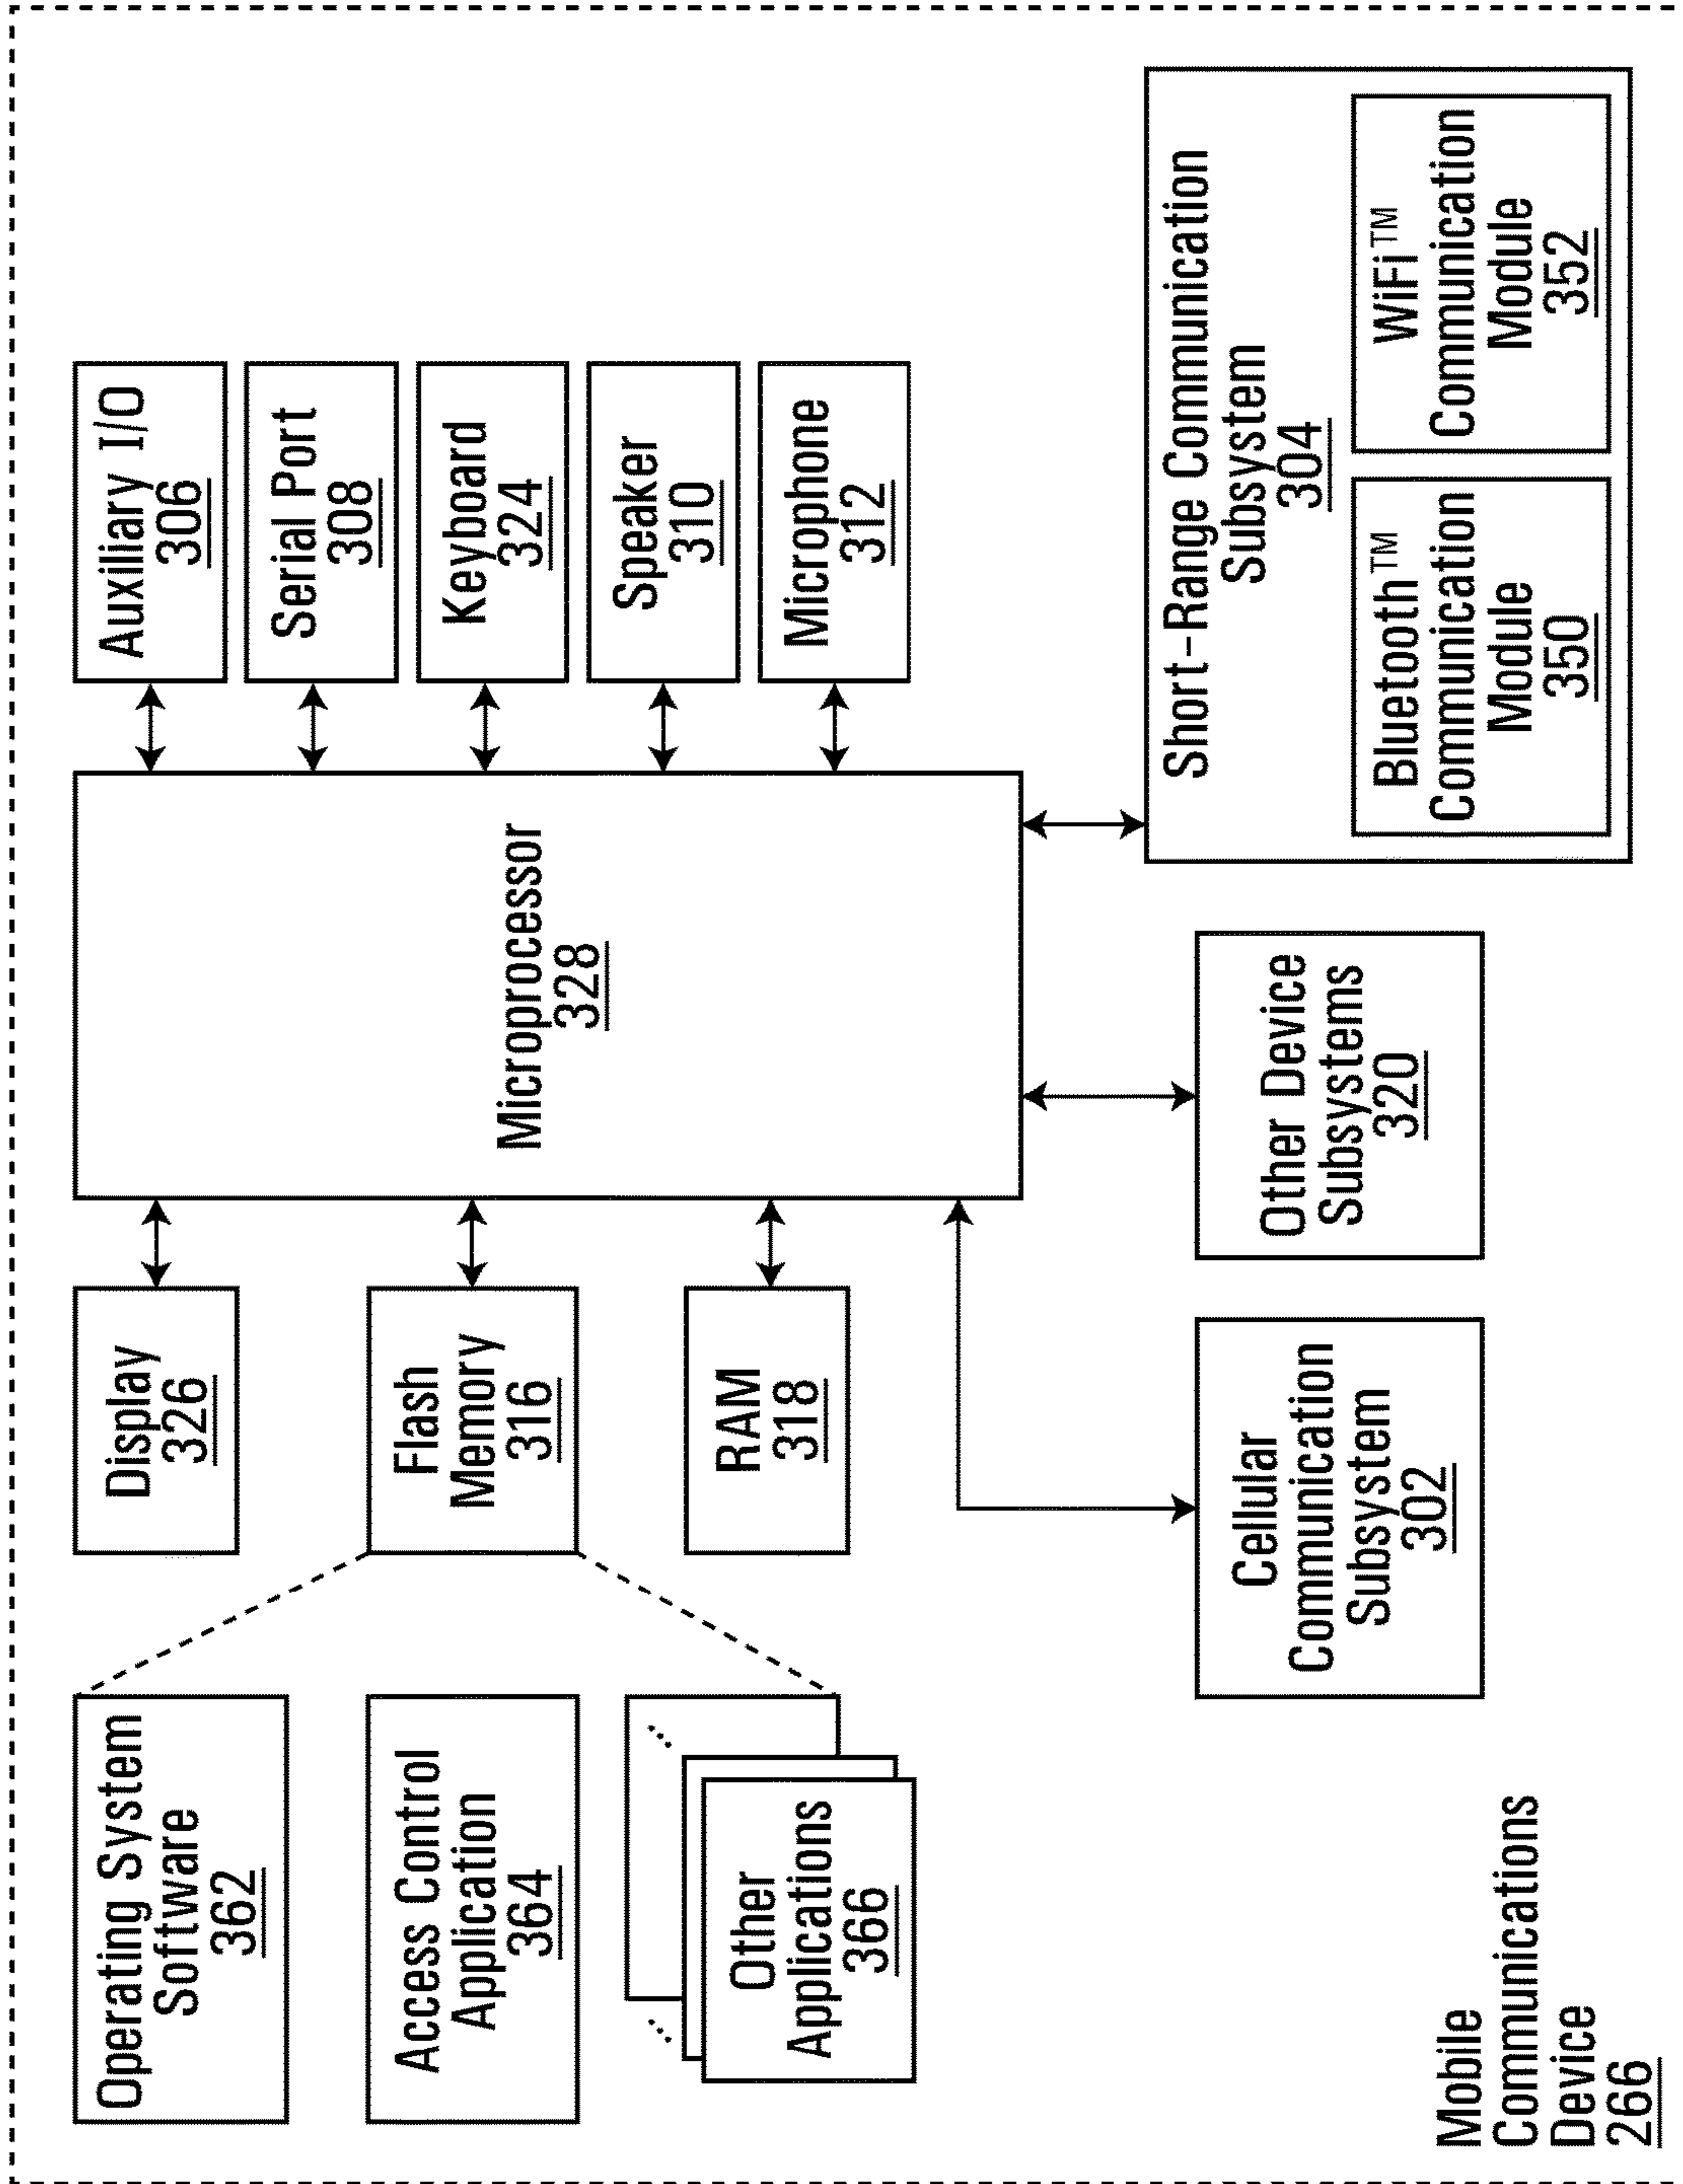 Operating System
Software
362
Access Control
Application
364
Other
Applications
366
Display
326
Flash
Memory
316
RAM
318
Microprocessor
328
Auxiliary I/O
306
Serial Port
308
Keyboard
324
Speaker
310
Microphone
312
Mobile
Communications
Device
266
Cellular
Communication
Subsystem
302
Other Device
Subsystems
320
Short-Range Communication
Subsystem
304
Bluetooth™
Communication
Module
350
WiFi™
Communication
Module
352